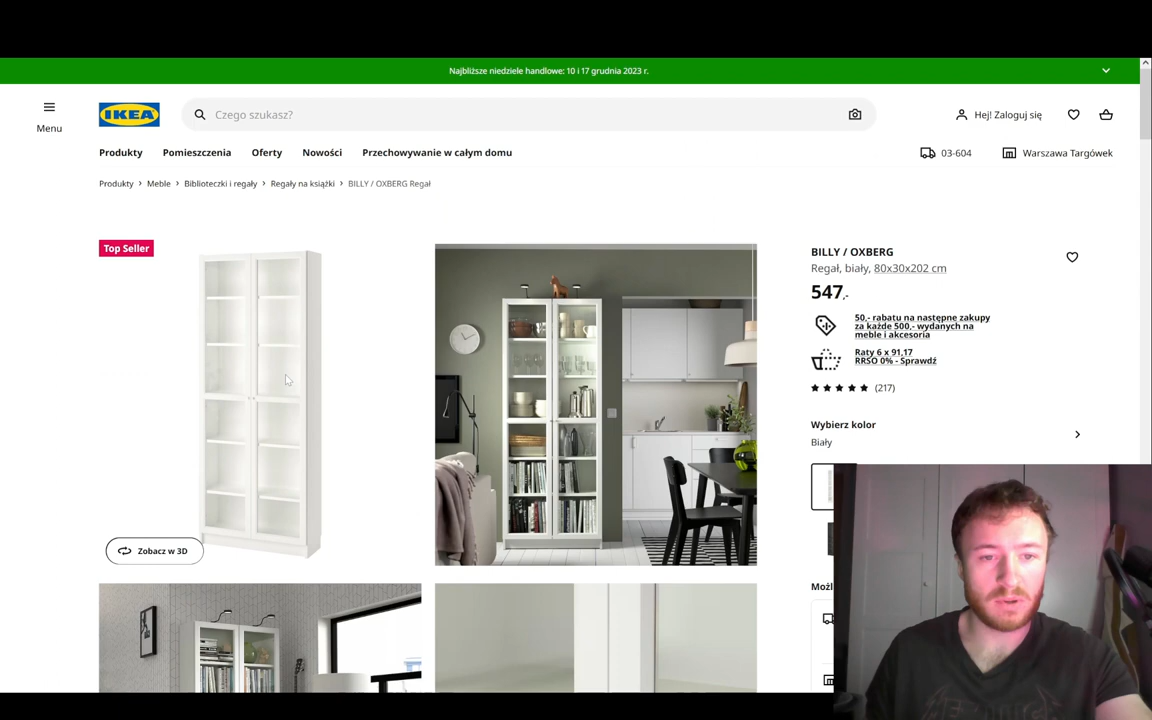 Najbliższe niedziele handlowe: 10 i 17 grudnia 2023 r.
Menu
IKEA
Czego szukasz?
Hej! Zaloguj się
Produkty
Pomieszczenia
Oferty
Nowości
Przechowywanie w całym domu
03-604
Warszawa Targówek
Produkty › Meble › Biblioteczki i regały › Regały na książki › BILLY / OXBERG Regał
Top Seller
Zobacz w 3D
BILLY / OXBERG
Regał, biały, 80x30x202 cm
547,-
50,- rabatu na następne zakupy
za każde 500,- wydanych na
meble i akcesoria
Raty 6 x 91,17
RRSO 0% - Sprawdź
(217)
Wybierz kolor
Biały